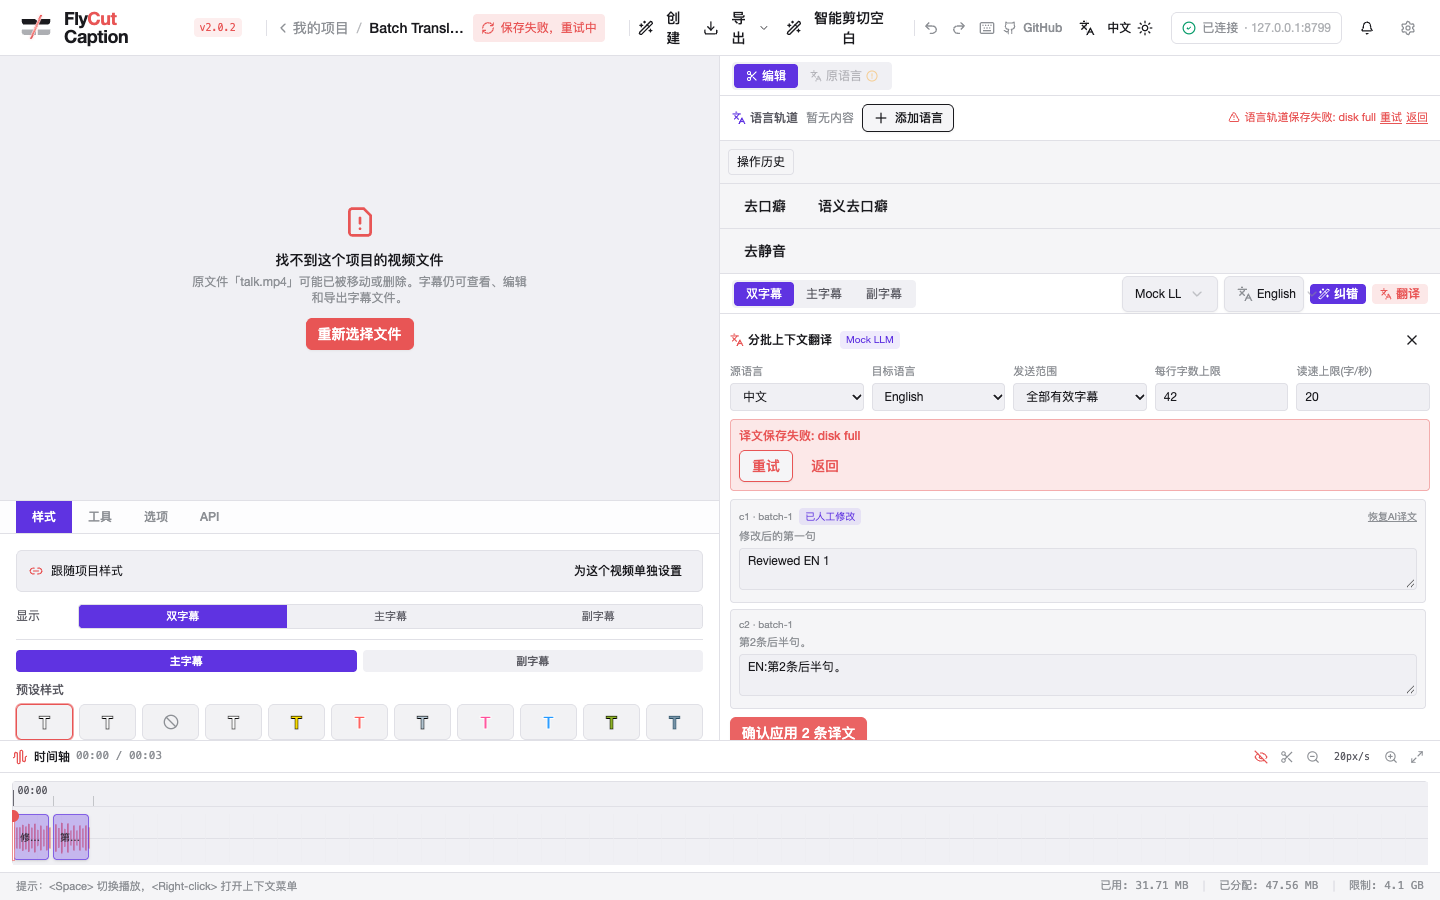 FlyCut
Caption
v2.0.2
我的项目 / Batch Transl...
保存失败，重试中
创建
导出
智能剪切空白
GitHub
中文
已连接 · 127.0.0.1:8799
编辑
原语言
语言轨道 暂无内容
添加语言
语言轨道保存失败: disk full 重试 返回
操作历史
去口癖 语义去口癖
去静音
双字幕 主字幕 副字幕
Mock LL
English
纠错
翻译
找不到这个项目的视频文件
原文件「talk.mp4」可能已被移动或删除。字幕仍可查看、编辑
和导出字幕文件。
重新选择文件
分批上下文翻译 Mock LLM
源语言 目标语言 发送范围 每行字数上限 读速上限(字/秒)
中文 English 全部有效字幕 42 20
译文保存失败: disk full
重试 返回
c1 · batch-1 已人工修改 恢复AI译文
修改后的第一句
Reviewed EN 1
c2 · batch-1
第2条后半句。
EN:第2条后半句。
确认应用 2 条译文
样式 工具 选项 API
跟随项目样式 为这个视频单独设置
显示 双字幕 主字幕 副字幕
主字幕 副字幕
预设样式
T T T T T T T T T T
时间轴 00:00 / 00:03
20px/s
00:00
修... 第...
提示: <Space> 切换播放，<Right-click> 打开上下文菜单
已用: 31.71 MB 已分配: 47.56 MB 限制: 4.1 GB